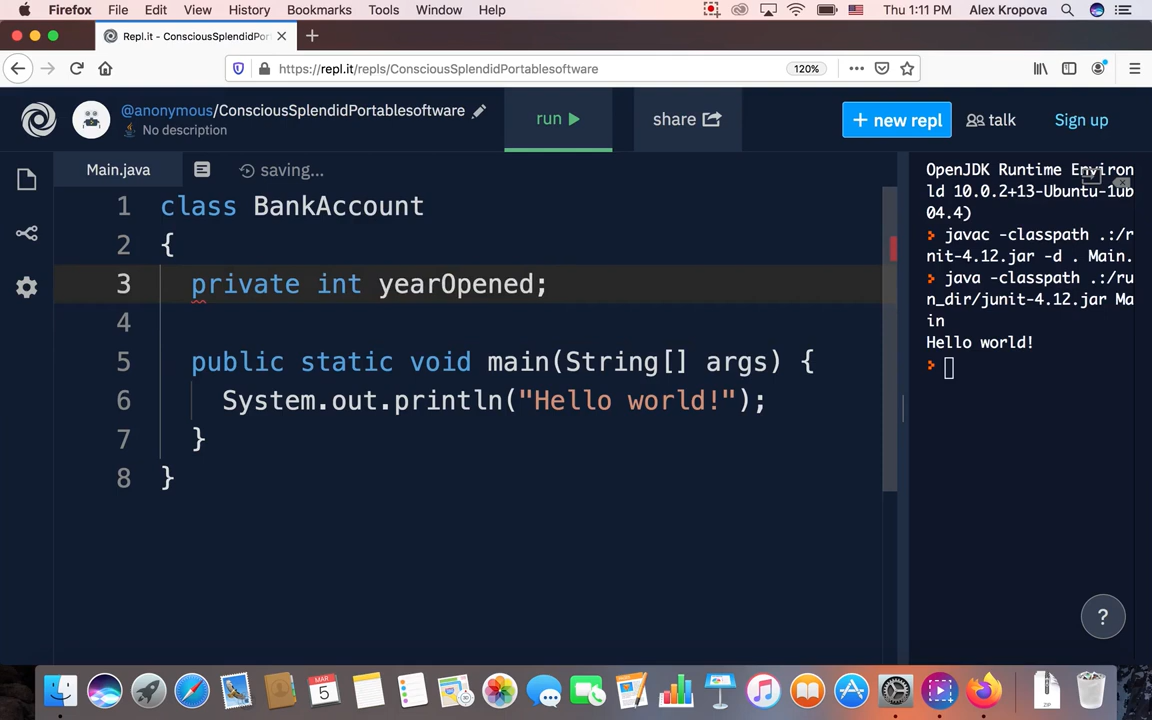 Firefox File Edit View History Bookmarks Tools Window Help Thu 1:11 PM Alex Kropova
Repl.it - ConsciousSplendidPor
https://repl.it/repls/ConsciousSplendidPortablesoftware 120%
@anonymous/ConsciousSplendidPortablesoftware
No description
run
share
+ new repl
talk
Sign up
Main.java
saving...
1 class BankAccount
2 {
3 private int yearOpened;
4
5 public static void main(String[] args) {
6 System.out.println("Hello world!");
7 }
8 }
OpenJDK Runtime Environ
ld 10.0.2+13-Ubuntu-1ub
04.4)
javac -classpath .:/r
nit-4.12.jar -d . Main.
java -classpath .:/ru
n_dir/junit-4.12.jar Ma
in
Hello world!
?
MAR
5
ZIP